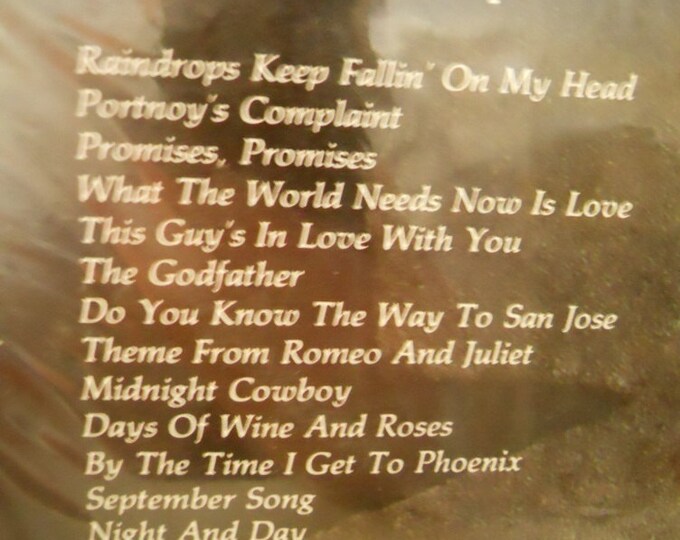 Raindrops Keep Fallin' On My Head
Portnoy's Complaint
Promises, Promises
What The World Needs Now Is Love
This Guy's In Love With You
The Godfather
Do You Know The Way To San Jose
Theme From Romeo And Juliet
Midnight Cowboy
Days Of Wine And Roses
By The Time I Get To Phoenix
September Song
Night And Day